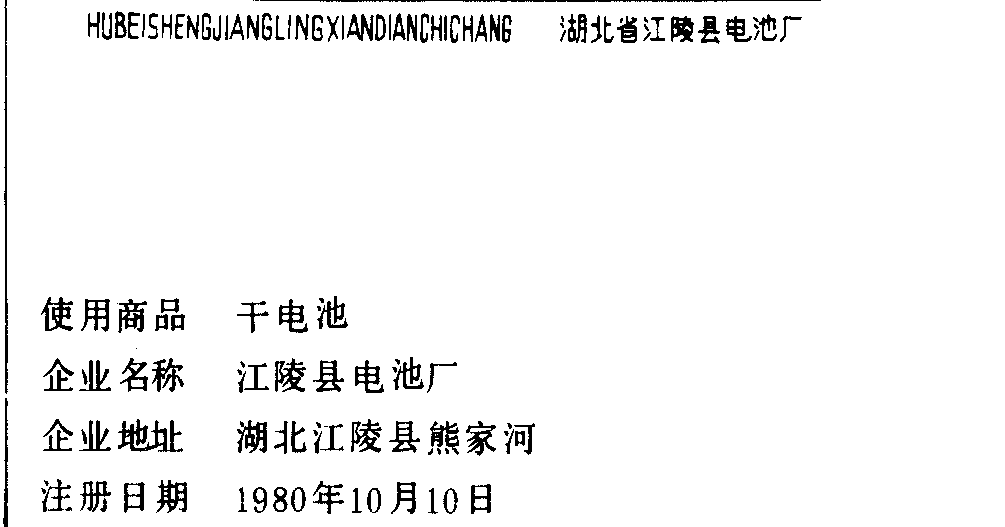 HUBEISHENGJIANGLINGXIANDIANCHICHANG 湖北省江陵县电池厂
使用商品 干电池
企业名称 江陵县电池厂
企业地址 湖北江陵县熊家河
注册日期 1980年10月10日